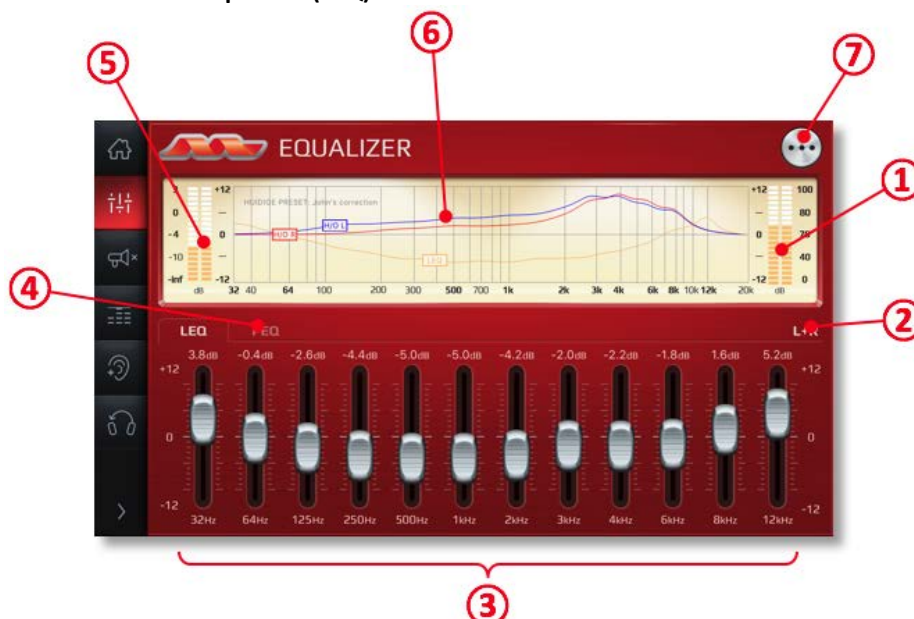 6
5
7
EQUALIZER
1
3 +12 +12 100
PRESET: John's correction
0 80
H/D L
-4 0 H/D R 0
-10 LEQ 40
-Inf -12 -12 0
dB 32 40 64 100 200 300 500 700 1k 2k 3k 4k 6k 8k 10k 12k 20k dB
4
2
LEQ PEQ L+R
3.8dB -0.4dB -2.6dB -4.4dB -5.0dB -5.0dB -4.2dB -2.0dB -2.2dB -1.8dB 1.6dB 5.2dB
+12 +12
0 0
-12 -12
32Hz 64Hz 125Hz 250Hz 500Hz 1kHz 2kHz 3kHz 4kHz 6kHz 8kHz 12kHz
3